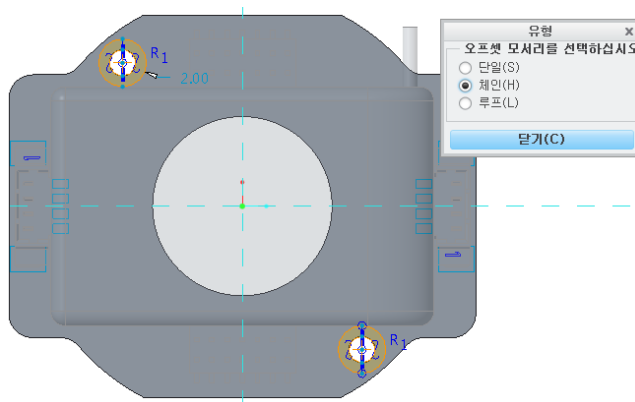 유형 x
오프셋 모서리를 선택하십시오
단일(S)
체인(H)
루프(L)
닫기(C)
R1
2.00
R1